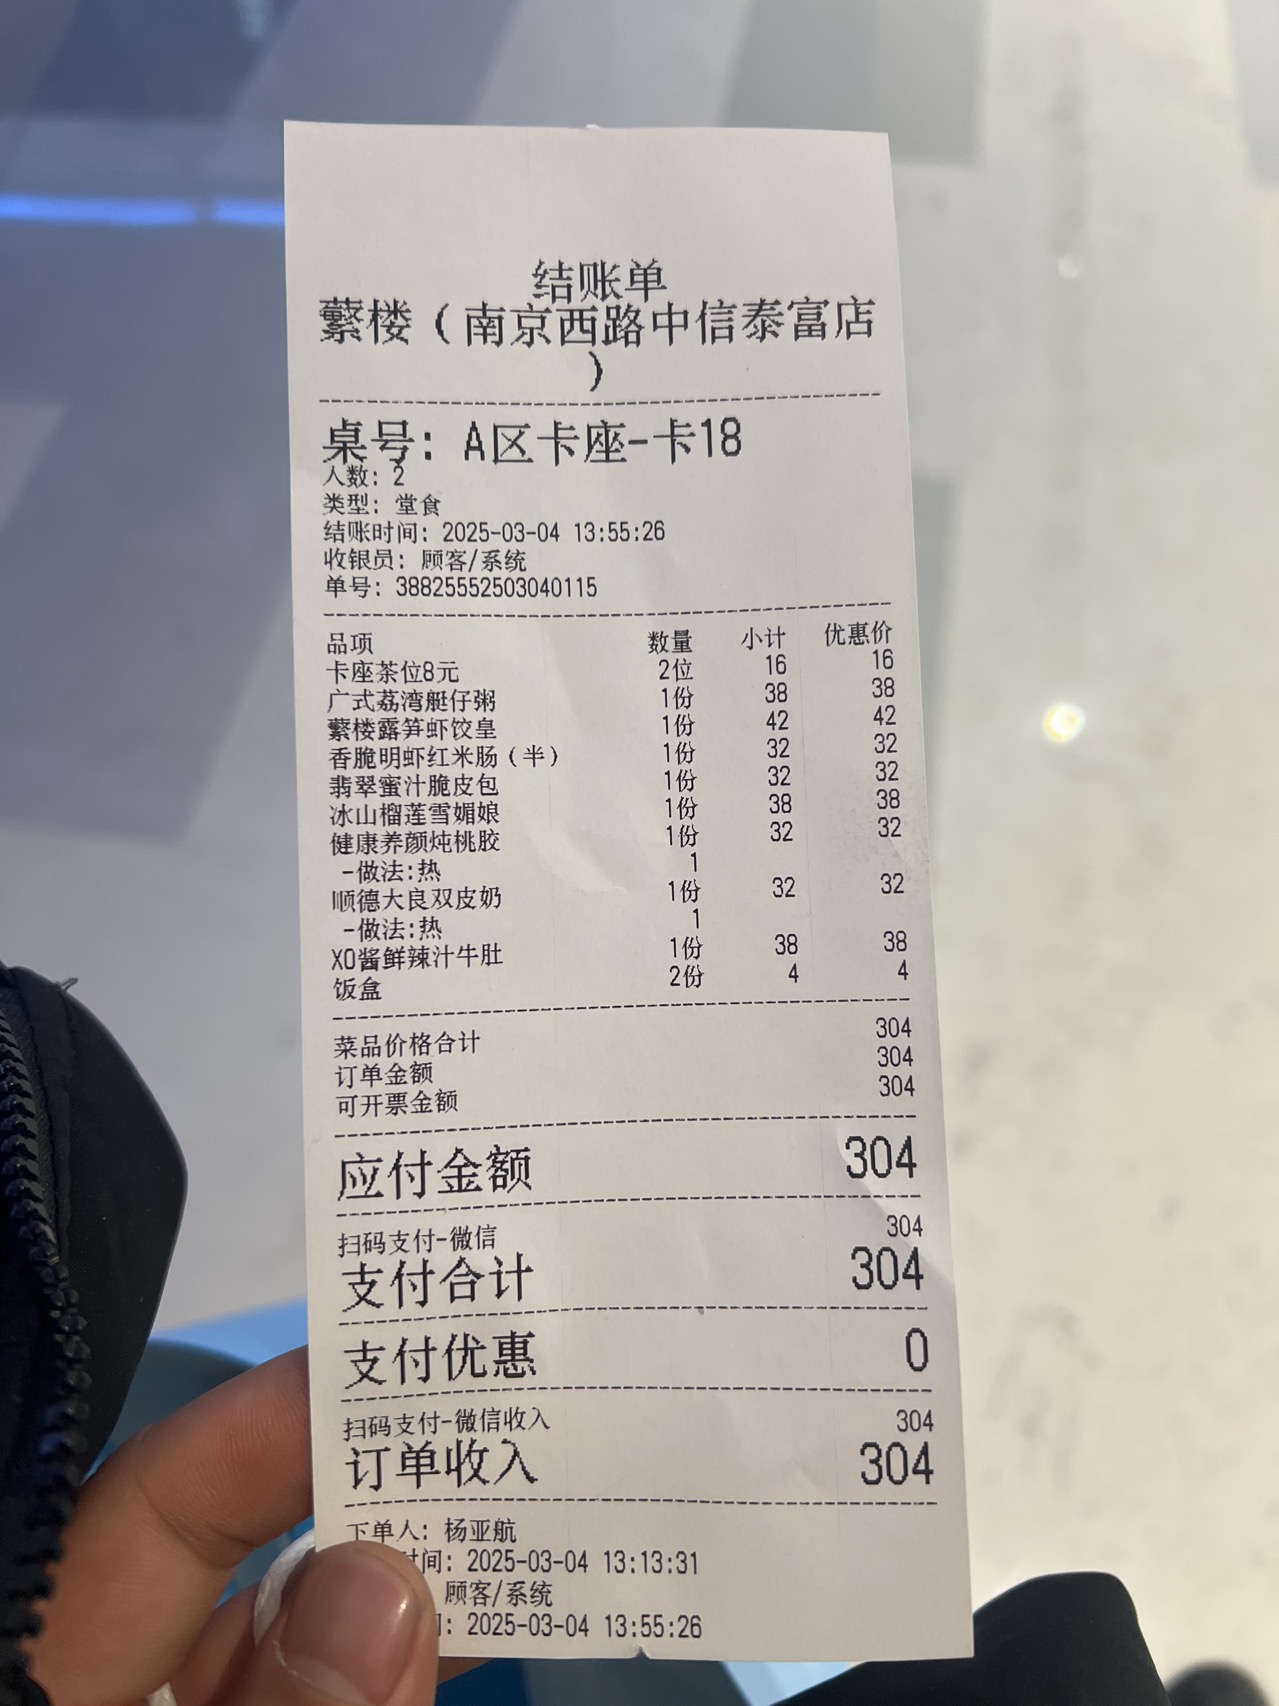 结账单
蘩楼（南京西路中信泰富店
）
桌号：A区卡座-卡18
人数：2
类型：堂食
结账时间：2025-03-04 13:55:26
收银员：顾客/系统
单号：38825552503040115
品项 数量 小计 优惠价
卡座茶位8元 2位 16 16
广式荔湾艇仔粥 1份 38 38
蘩楼露笋虾饺皇 1份 42 42
香脆明虾红米肠（半） 1份 32 32
翡翠蜜汁脆皮包 1份 32 32
冰山榴莲雪媚娘 1份 38 38
健康养颜炖桃胶 1份 32 32
-做法:热 1
顺德大良双皮奶 1份 32 32
-做法:热 1
XO酱鲜辣汁牛肚 1份 38 38
饭盒 2份 4 4
菜品价格合计 304
订单金额 304
可开票金额 304
应付金额 304
扫码支付-微信 304
支付合计 304
支付优惠 0
扫码支付-微信收入 304
订单收入 304
下单人：杨亚航
时间：2025-03-04 13:13:31
顾客/系统
：2025-03-04 13:55:26